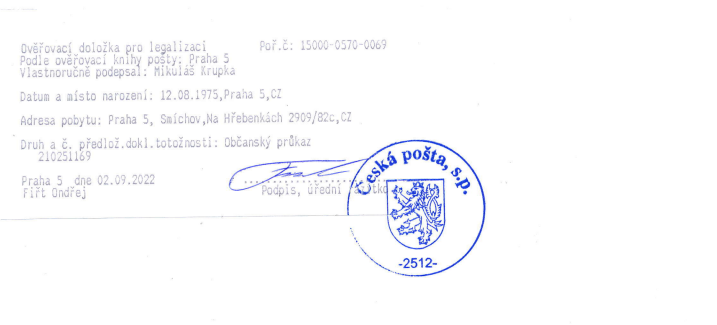 Ověřovací doložka pro legalizaci Poř.č: 15000-0570-0069
Podle ověřovací knihy pošty: Praha 5
Vlastnoručně podepsal: Mikuláš Krupka
Datum a místo narození: 12.08.1975,Praha 5,CZ
Adresa pobytu: Praha 5, Smíchov,Na Hřebenkách 2909/82c,CZ
Druh a č. předlož.dokl.totožnosti: Občanský průkaz
210251169
Praha 5 dne 02.09.2022
Fiřt Ondřej
Podpis, úřední
Česká pošta, s.p.
-2512-